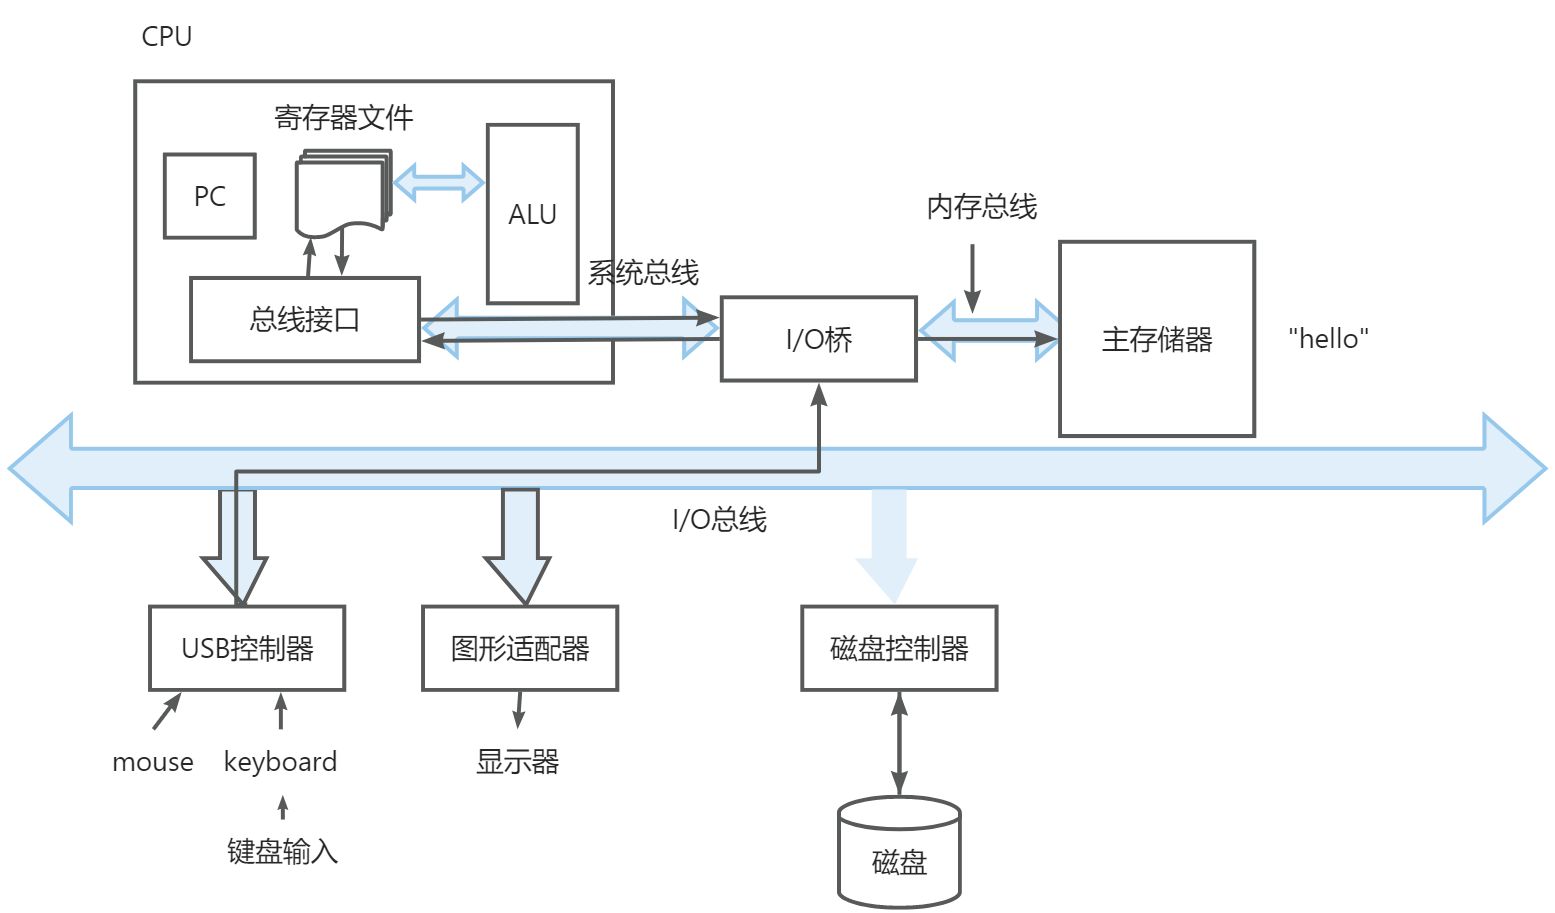 CPU
寄存器文件
PC
ALU
内存总线
系统总线
总线接口
I/O桥
主存储器
"hello"
I/O总线
USB控制器
图形适配器
磁盘控制器
mouse
keyboard
显示器
键盘输入
磁盘